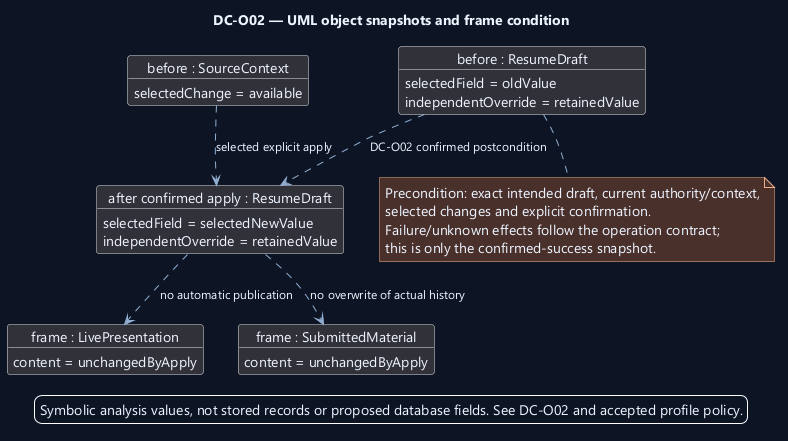 DC-O02 — UML object snapshots and frame condition
before : SourceContext
selectedChange = available
before : ResumeDraft
selectedField = oldValue
independentOverride = retainedValue
selected explicit apply
DC-O02 confirmed postcondition
after confirmed apply : ResumeDraft
selectedField = selectedNewValue
independentOverride = retainedValue
Precondition: exact intended draft, current authority/context,
selected changes and explicit confirmation.
Failure/unknown effects follow the operation contract;
this is only the confirmed-success snapshot.
no automatic publication
no overwrite of actual history
frame : LivePresentation
content = unchangedByApply
frame : SubmittedMaterial
content = unchangedByApply
Symbolic analysis values, not stored records or proposed database fields. See DC-O02 and accepted profile policy.